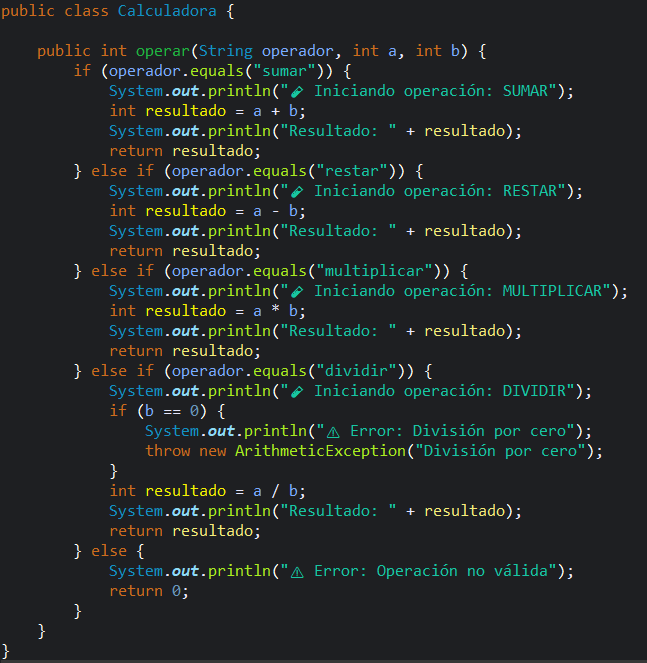 public class Calculadora {
    public int operar(String operador, int a, int b) {
        if (operador.equals("sumar")) {
            System.out.println("🧪 Iniciando operación: SUMAR");
            int resultado = a + b;
            System.out.println("Resultado: " + resultado);
            return resultado;
        } else if (operador.equals("restar")) {
            System.out.println("🧪 Iniciando operación: RESTAR");
            int resultado = a - b;
            System.out.println("Resultado: " + resultado);
            return resultado;
        } else if (operador.equals("multiplicar")) {
            System.out.println("🧪 Iniciando operación: MULTIPLICAR");
            int resultado = a * b;
            System.out.println("Resultado: " + resultado);
            return resultado;
        } else if (operador.equals("dividir")) {
            System.out.println("🧪 Iniciando operación: DIVIDIR");
            if (b == 0) {
                System.out.println("⚠ Error: División por cero");
                throw new ArithmeticException("División por cero");
            }
            int resultado = a / b;
            System.out.println("Resultado: " + resultado);
            return resultado;
        } else {
            System.out.println("⚠ Error: Operación no válida");
            return 0;
        }
    }
}